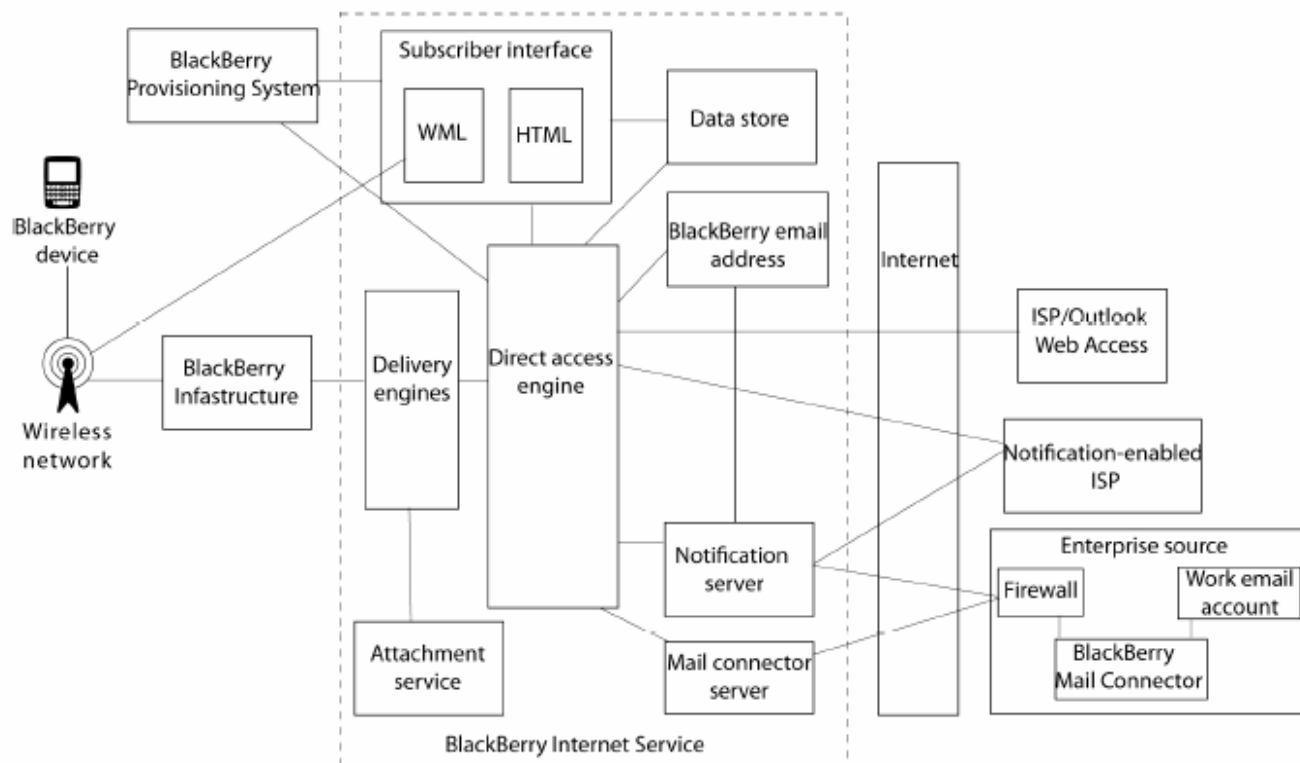 BlackBerry
Provisioning System
Subscriber interface
WML
HTML
Data store
BlackBerry
device
BlackBerry email
address
Internet
ISP/Outlook
Web Access
Delivery
engines
Direct access
engine
BlackBerry
Infastructure
Wireless
network
Notification-enabled
ISP
Notification
server
Enterprise source
Firewall
Work email
account
Attachment
service
Mail connector
server
BlackBerry
Mail Connector
BlackBerry Internet Service